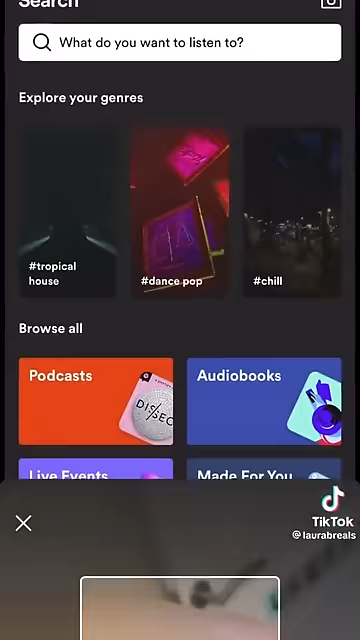 Search
What do you want to listen to?
Explore your genres
#tropical
house
#dance pop
#chill
Browse all
Podcasts
Audiobooks
DISSEC
Live Events
Made For You
TikTok
@laurabreals